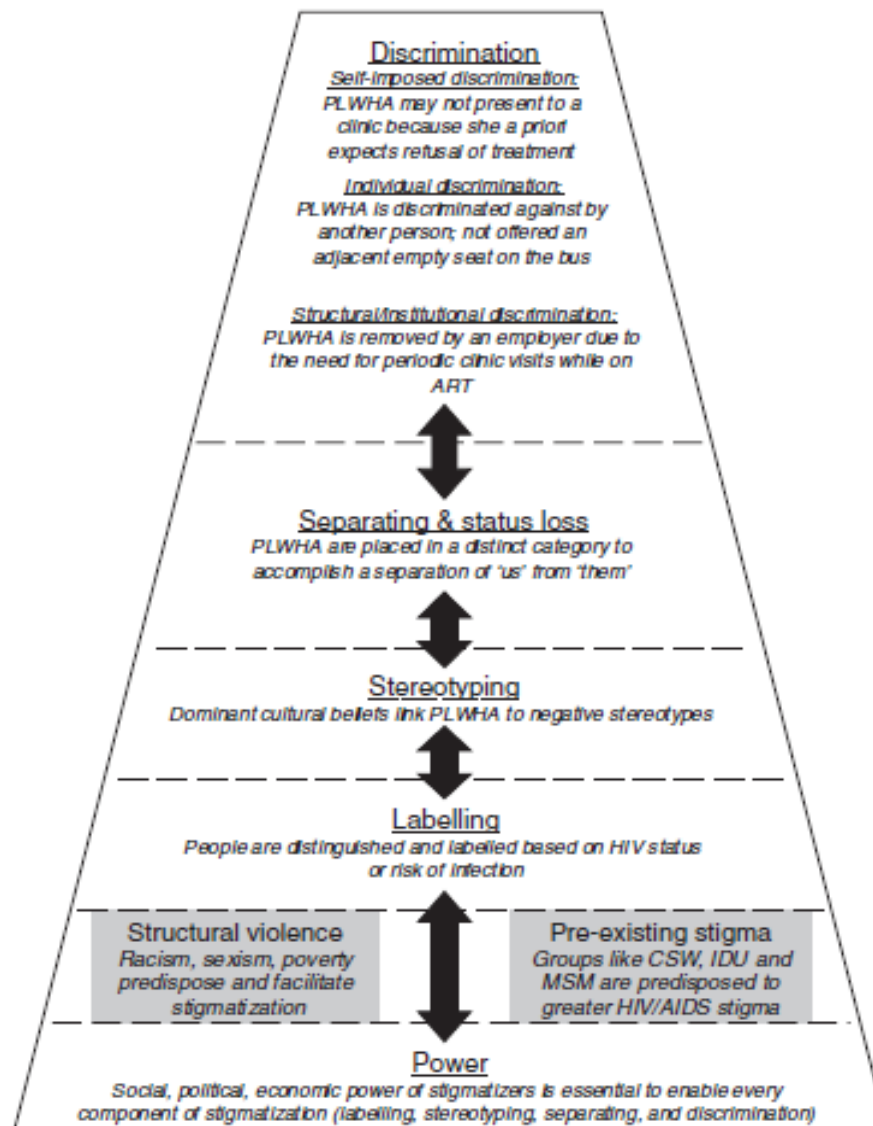 Discrimination
Self-imposed discrimination:
PLWHA may not present to a
clinic because she a priori
expects refusal of treatment
Individual discrimination:
PLWHA is discriminated against by
another person; not offered an
adjacent empty seat on the bus
Structural/institutional discrimination:
PLWHA is removed by an employer due to
the need for periodic clinic visits while on
ART
Separating & status loss
PLWHA are placed in a distinct category to
accomplish a separation of 'us' from 'them'
Stereotyping
Dominant cultural beliefs link PLWHA to negative stereotypes
Labelling
People are distinguished and labelled based on HIV status
or risk of infection
Structural violence
Racism, sexism, poverty
predispose and facilitate
stigmatization
Pre-existing stigma
Groups like CSW, IDU and
MSM are predisposed to
greater HIV/AIDS stigma
Power
Social, political, economic power of stigmatizers is essential to enable every
component of stigmatization (labelling, stereotyping, separating, and discrimination)